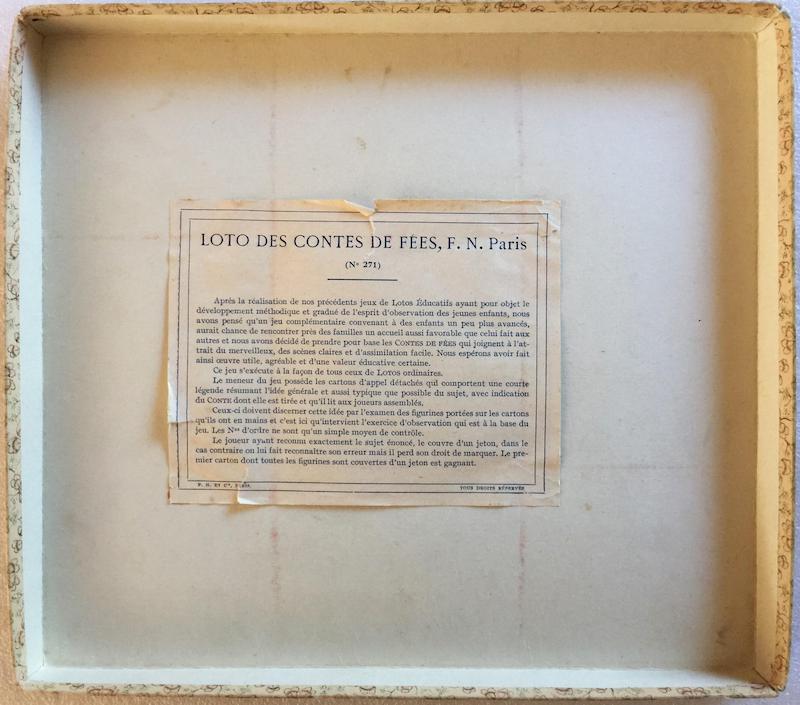 LOTO DES CONTES DE FÉES, F. N. Paris
(No 271)
Après la réalisation de nos précédents jeux de Lotos Éducatifs ayant pour objet le
développement méthodique et gradué de l'esprit d'observation des jeunes enfants, nous
avons pensé qu'un jeu complémentaire convenant à des enfants un peu plus avancés,
aurait chance de rencontrer près des familles un accueil aussi favorable que celui fait aux
autres et nous avons décidé de prendre pour base les CONTES DE FÉES qui joignent à l'at-
trait du merveilleux, des scènes claires et d'assimilation facile. Nous espérons avoir fait
ainsi œuvre utile, agréable et d'une valeur éducative certaine.
Ce jeu s'exécute à la façon de tous ceux de LOTOS ordinaires.
Le meneur du jeu possède les cartons d'appel détachés qui comportent une courte
légende résumant l'idée générale et aussi typique que possible du sujet, avec indication
du CONTE dont elle est tirée et qu'il lit aux joueurs assemblés.
Ceux-ci doivent discerner cette idée par l'examen des figurines portées sur les cartons
qu'ils ont en mains et c'est ici qu'intervient l'exercice d'observation qui est à la base du
jeu. Les Nos d'ordre ne sont qu'un simple moyen de contrôle.
Le joueur ayant reconnu exactement le sujet énoncé, le couvre d'un jeton, dans le
cas contraire on lui fait reconnaître son erreur mais il perd son droit de marquer. Le pre-
mier carton dont toutes les figurines sont couvertes d'un jeton est gagnant.
F. N. ET Cie, PARIS. TOUS DROITS RÉSERVÉS